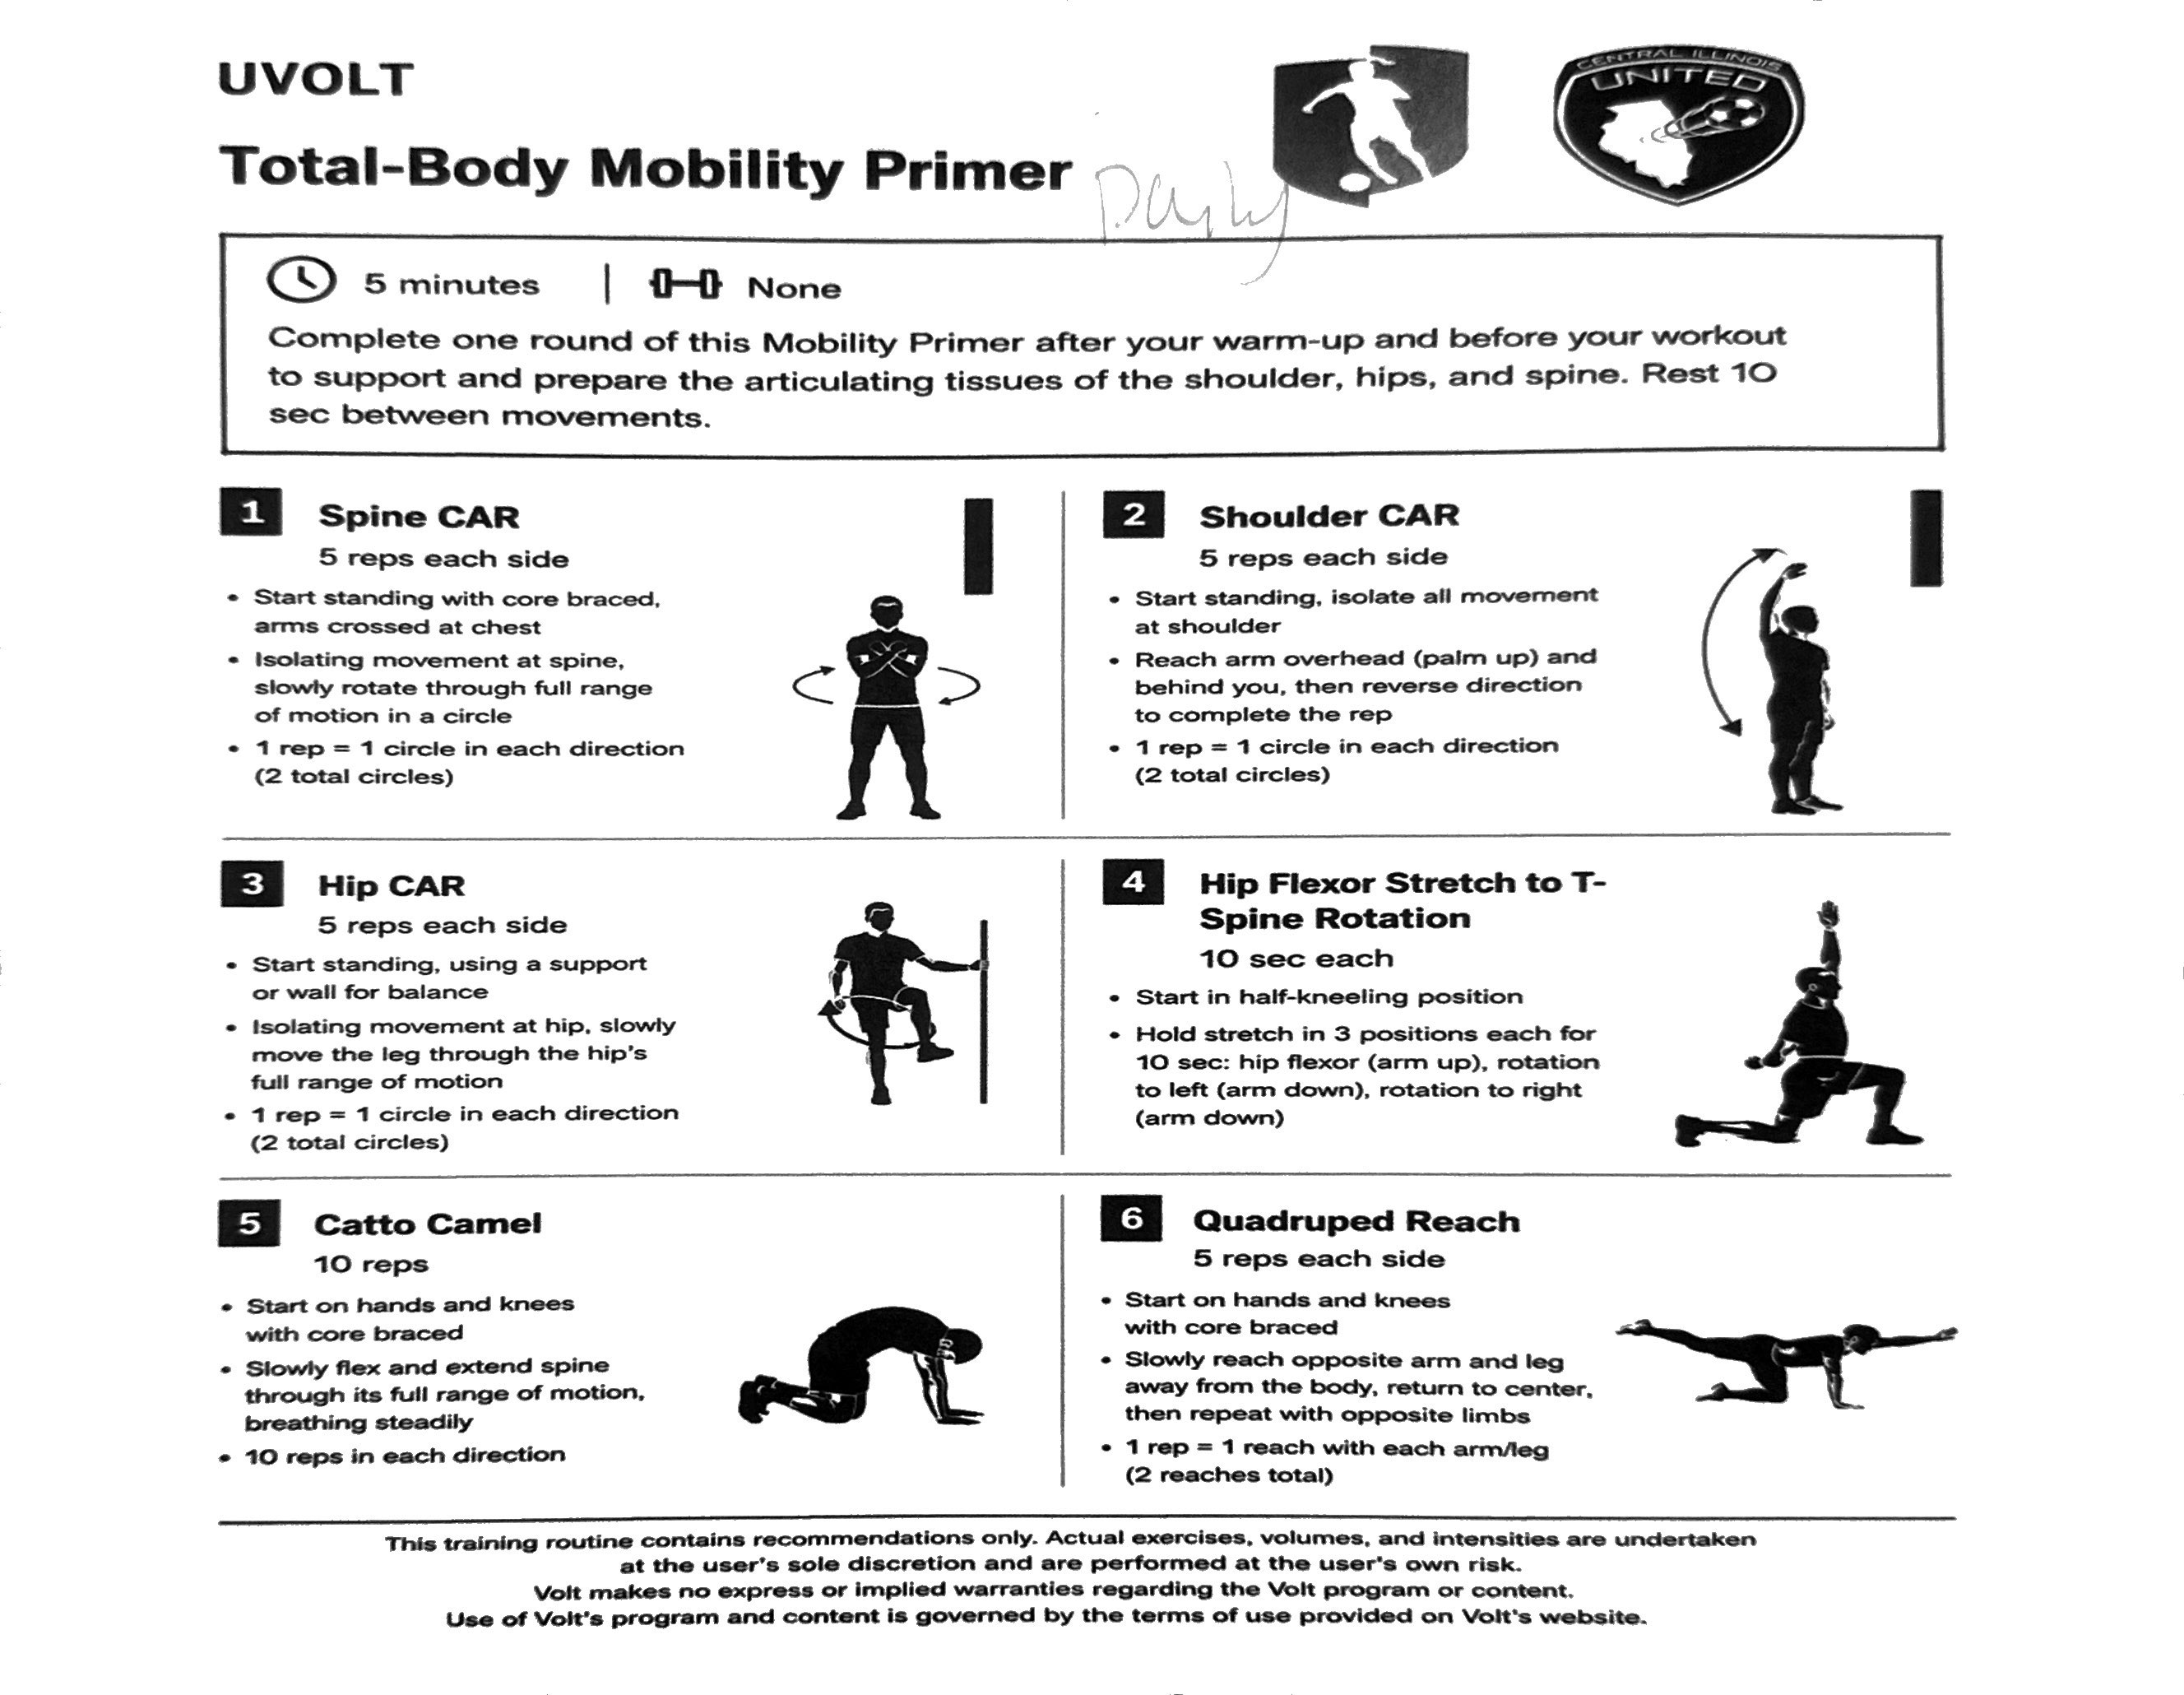 UVOLT
CENTRAL ILLINOIS
UNITED
Total-Body Mobility Primer
Daily
5 minutes | None
Complete one round of this Mobility Primer after your warm-up and before your workout
to support and prepare the articulating tissues of the shoulder, hips, and spine. Rest 10
sec between movements.
1 Spine CAR
5 reps each side
• Start standing with core braced,
arms crossed at chest
• Isolating movement at spine,
slowly rotate through full range
of motion in a circle
• 1 rep = 1 circle in each direction
(2 total circles)
2 Shoulder CAR
5 reps each side
• Start standing, isolate all movement
at shoulder
• Reach arm overhead (palm up) and
behind you, then reverse direction
to complete the rep
• 1 rep = 1 circle in each direction
(2 total circles)
3 Hip CAR
5 reps each side
• Start standing, using a support
or wall for balance
• Isolating movement at hip, slowly
move the leg through the hip's
full range of motion
• 1 rep = 1 circle in each direction
(2 total circles)
4 Hip Flexor Stretch to T-
Spine Rotation
10 sec each
• Start in half-kneeling position
• Hold stretch in 3 positions each for
10 sec: hip flexor (arm up), rotation
to left (arm down), rotation to right
(arm down)
5 Catto Camel
10 reps
• Start on hands and knees
with core braced
• Slowly flex and extend spine
through its full range of motion,
breathing steadily
• 10 reps in each direction
6 Quadruped Reach
5 reps each side
• Start on hands and knees
with core braced
• Slowly reach opposite arm and leg
away from the body, return to center,
then repeat with opposite limbs
• 1 rep = 1 reach with each arm/leg
(2 reaches total)
This training routine contains recommendations only. Actual exercises, volumes, and intensities are undertaken
at the user's sole discretion and are performed at the user's own risk.
Volt makes no express or implied warranties regarding the Volt program or content.
Use of Volt's program and content is governed by the terms of use provided on Volt's website.